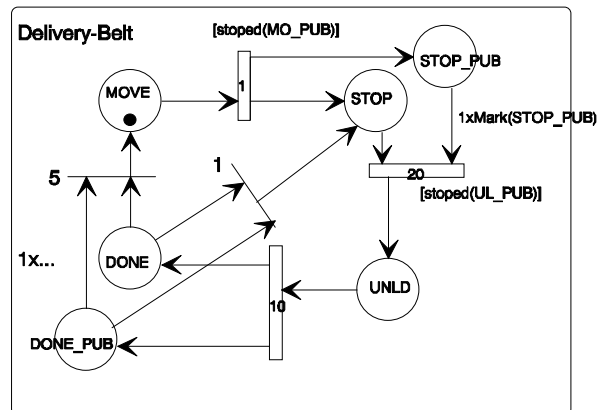 Delivery-Belt
[stoped(MO_PUB)]
STOP_PUB
MOVE
1
STOP
1xMark(STOP_PUB)
1
5
20
[stoped(UL_PUB)]
1x...
DONE
UNLD
10
DONE_PUB